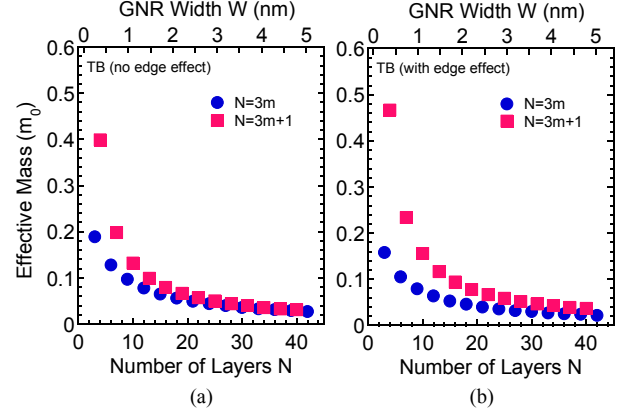 GNR Width W (nm)
0 1 2 3 4 5
0.6
0.5
0.4
0.3
0.2
0.1
0
Effective Mass (m0)
TB (no edge effect)
N=3m
N=3m+1
0 10 20 30 40
Number of Layers N
(a)
GNR Width W (nm)
0 1 2 3 4 5
0.6
0.5
0.4
0.3
0.2
0.1
0
TB (with edge effect)
N=3m
N=3m+1
0 10 20 30 40
Number of Layers N
(b)